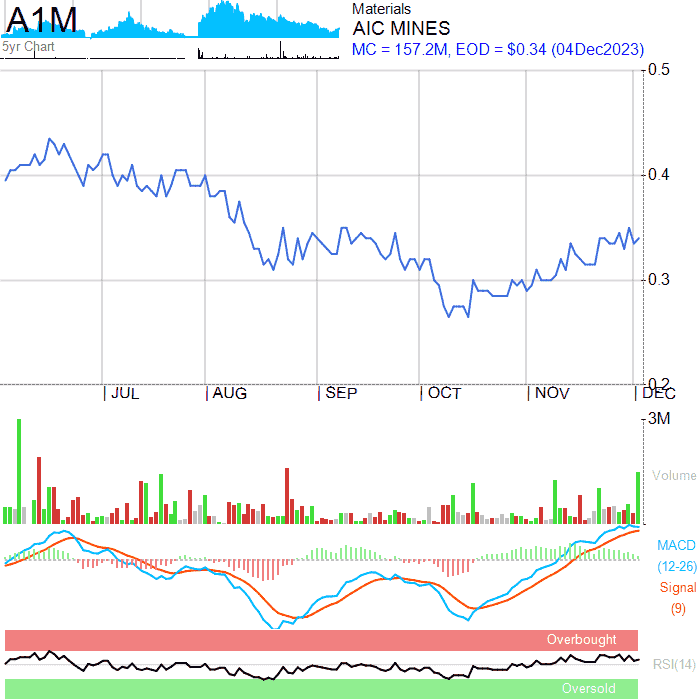 A1M
5yr Chart
Materials
AIC MINES
MC = 157.2M, EOD = $0.34 (04Dec2023)
0.5
0.4
0.3
0.2
JUL AUG SEP OCT NOV DEC
3M
Volume
MACD
(12-26)
Signal
(9)
Overbought
RSI(14)
Oversold